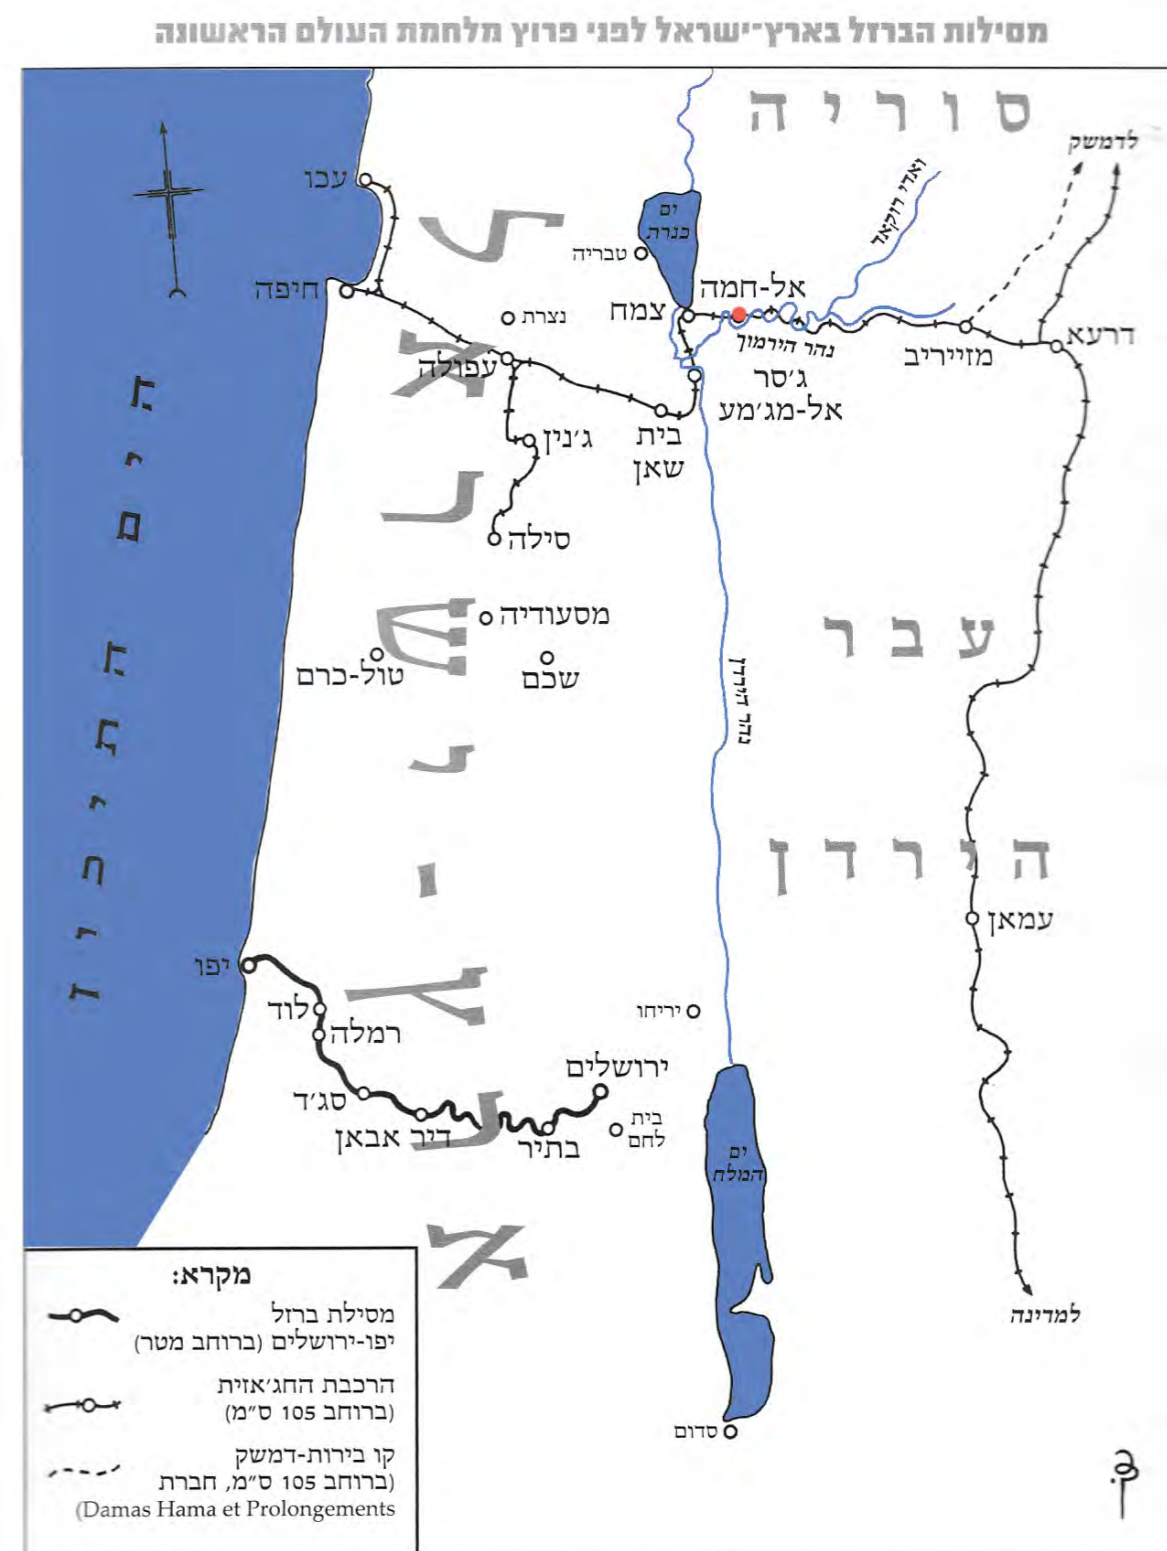 מסילות הברזל בארץ־ישראל לפני פרוץ מלחמת העולם הראשונה
סוריה
לדמשק
ואדי רוקאד
עכו
ים
כנרת
טבריה
אל-חמה
חיפה
צמח
נצרת
נהר הירמוך
דרעא
מזייריב
עפולה
ג׳סר
אל-מג׳מע
בית
שאן
ג׳נין
סילה
הים התיכון
ארץ ישראל
מסעודיה
עבר
הירדן
טול-כרם
שכם
נהר הירדן
עמאן
יפו
לוד
רמלה
יריחו
ירושלים
סג׳ד
דיר אבאן
בתיר
בית
לחם
ים
המלח
למדינה
סדום
מקרא:
מסילת ברזל
יפו-ירושלים (ברוחב מטר)
הרכבת החג׳אזית
(ברוחב 105 ס״מ)
קו בירות-דמשק
(ברוחב 105 ס״מ, חברת
Damas Hama et Prolongements)